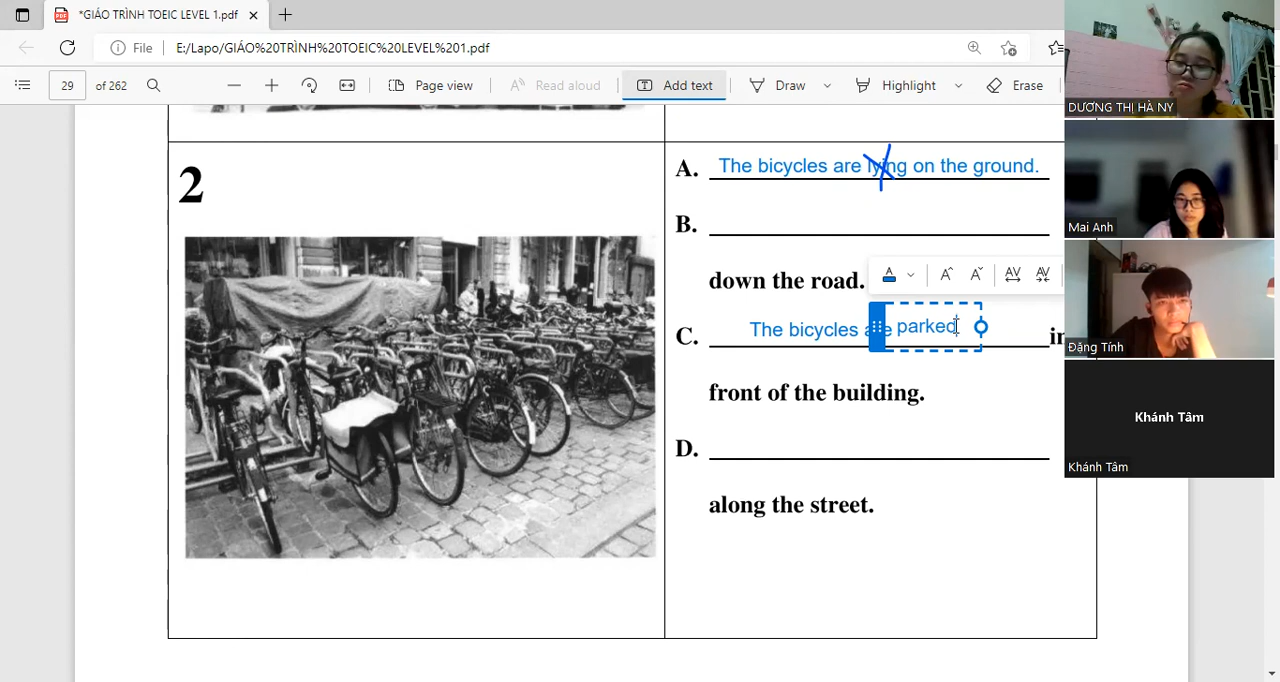 *GIÁO TRÌNH TOEIC LEVEL 1.pdf
File E:/Lapo/GIÁO%20TRÌNH%20TOEIC%20LEVEL%201.pdf
29 of 262 Page view Read aloud Add text Draw Highlight Erase
DƯƠNG THỊ HÀ NY
Mai Anh
Đặng Tính
Khánh Tâm
Khánh Tâm
2
A. The bicycles are lying on the ground.
B.
down the road.
C. The bicycles are parked in
front of the building.
D.
along the street.